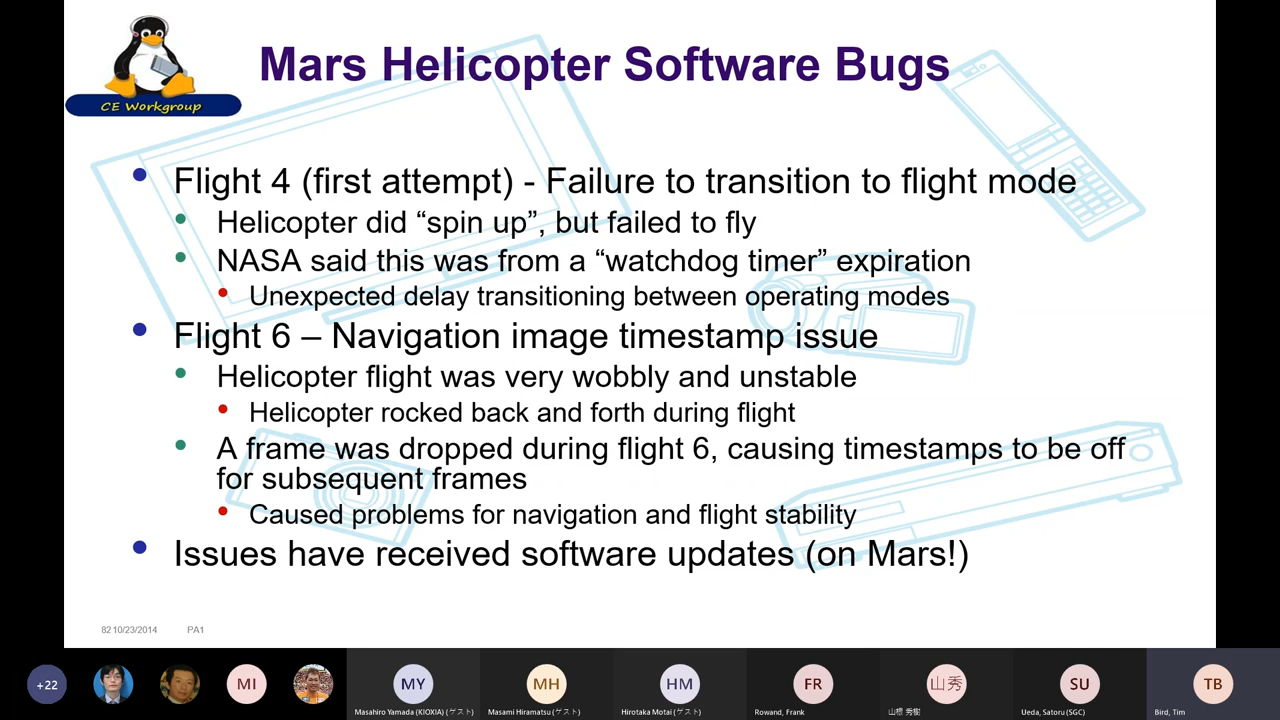 CE Workgroup
Mars Helicopter Software Bugs
Flight 4 (first attempt) - Failure to transition to flight mode
Helicopter did “spin up”, but failed to fly
NASA said this was from a “watchdog timer” expiration
Unexpected delay transitioning between operating modes
Flight 6 – Navigation image timestamp issue
Helicopter flight was very wobbly and unstable
Helicopter rocked back and forth during flight
A frame was dropped during flight 6, causing timestamps to be off
for subsequent frames
Caused problems for navigation and flight stability
Issues have received software updates (on Mars!)
82 10/23/2014 PA1
+22 MI MY MH HM FR 山秀 SU TB
Masahiro Yamada (KIOXIA) (ゲスト) Masami Hiramatsu (ゲスト) Hirotaka Motai (ゲスト) Rowand, Frank 山根 秀樹 Ueda, Satoru (SGC) Bird, Tim